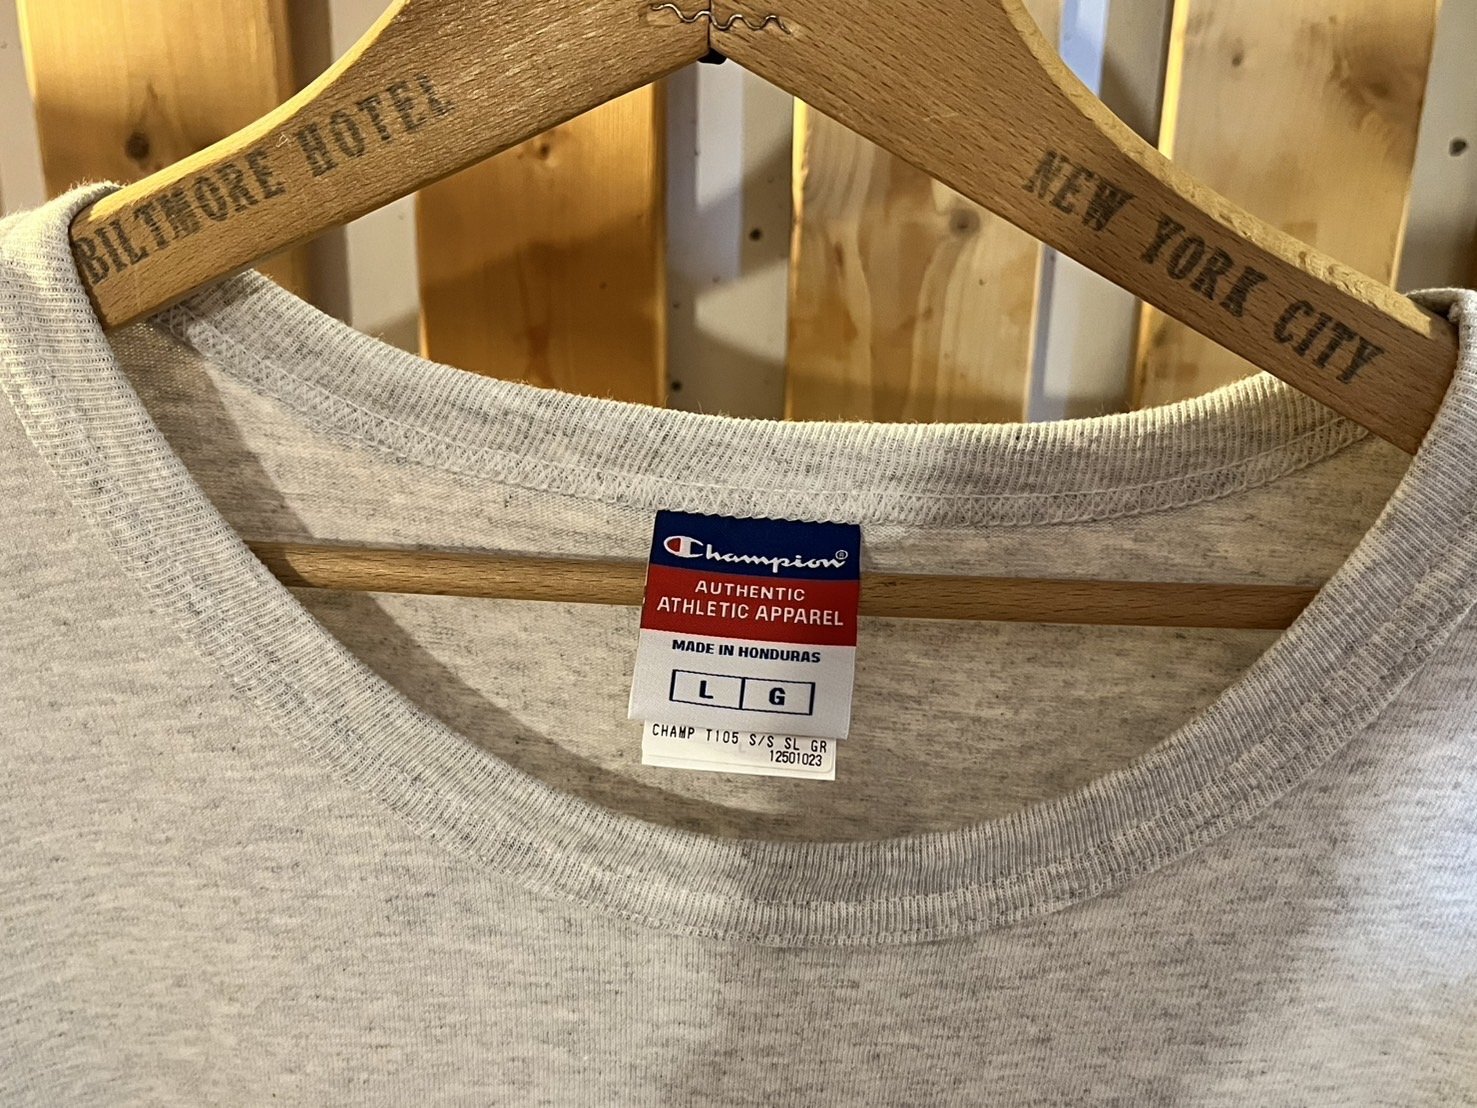 BILTMORE HOTEL
NEW YORK CITY
Champion®
AUTHENTIC
ATHLETIC APPAREL
MADE IN HONDURAS
L G
CHAMP T105 S/S SL GR
12501023